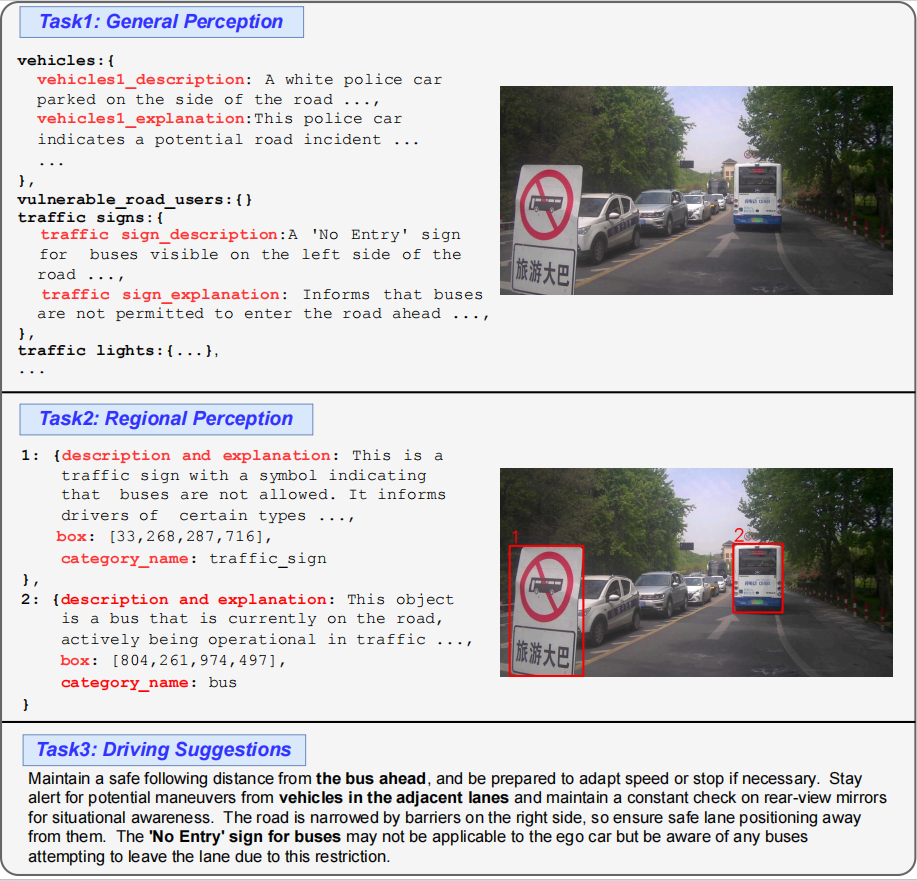 Task1: General Perception
vehicles:{
vehicles1_description: A white police car
parked on the side of the road ...,
vehicles1_explanation:This police car
indicates a potential road incident ...
...
},
vulnerable_road_users:{}
traffic signs:{
traffic sign_description:A 'No Entry' sign
for buses visible on the left side of the
road ...,
traffic sign_explanation: Informs that buses
are not permitted to enter the road ahead ...,
},
traffic lights:{...},
...
旅游大巴
Task2: Regional Perception
1: {description and explanation: This is a
traffic sign with a symbol indicating
that buses are not allowed. It informs
drivers of certain types ...,
box: [33,268,287,716],
category_name: traffic_sign
},
2: {description and explanation: This object
is a bus that is currently on the road,
actively being operational in traffic ...,
box: [804,261,974,497],
category_name: bus
}
1
2
旅游大巴
Task3: Driving Suggestions
Maintain a safe following distance from the bus ahead, and be prepared to adapt speed or stop if necessary. Stay
alert for potential maneuvers from vehicles in the adjacent lanes and maintain a constant check on rear-view mirrors
for situational awareness. The road is narrowed by barriers on the right side, so ensure safe lane positioning away
from them. The 'No Entry' sign for buses may not be applicable to the ego car but be aware of any buses
attempting to leave the lane due to this restriction.